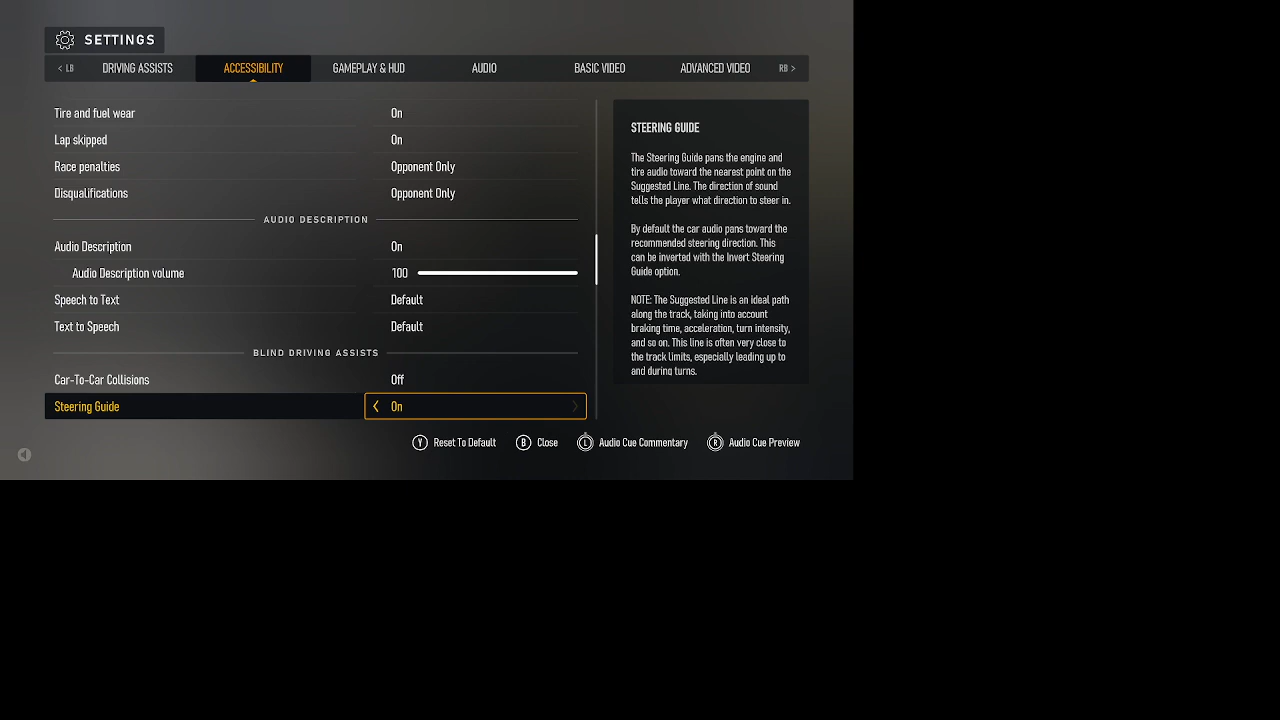 SETTINGS
< LB DRIVING ASSISTS ACCESSIBILITY GAMEPLAY & HUD AUDIO BASIC VIDEO ADVANCED VIDEO RB >
Tire and fuel wear On
Lap skipped On
Race penalties Opponent Only
Disqualifications Opponent Only
AUDIO DESCRIPTION
Audio Description On
Audio Description volume 100
Speech to Text Default
Text to Speech Default
BLIND DRIVING ASSISTS
Car-To-Car Collisions Off
Steering Guide On
STEERING GUIDE
The Steering Guide pans the engine and
tire audio toward the nearest point on the
Suggested Line. The direction of sound
tells the player what direction to steer in.
By default the car audio pans toward the
recommended steering direction. This
can be inverted with the Invert Steering
Guide option.
NOTE: The Suggested Line is an ideal path
along the track, taking into account
braking time, acceleration, turn intensity,
and so on. This line is often very close to
the track limits, especially leading up to
and during turns.
Y Reset To Default B Close L Audio Cue Commentary R Audio Cue Preview